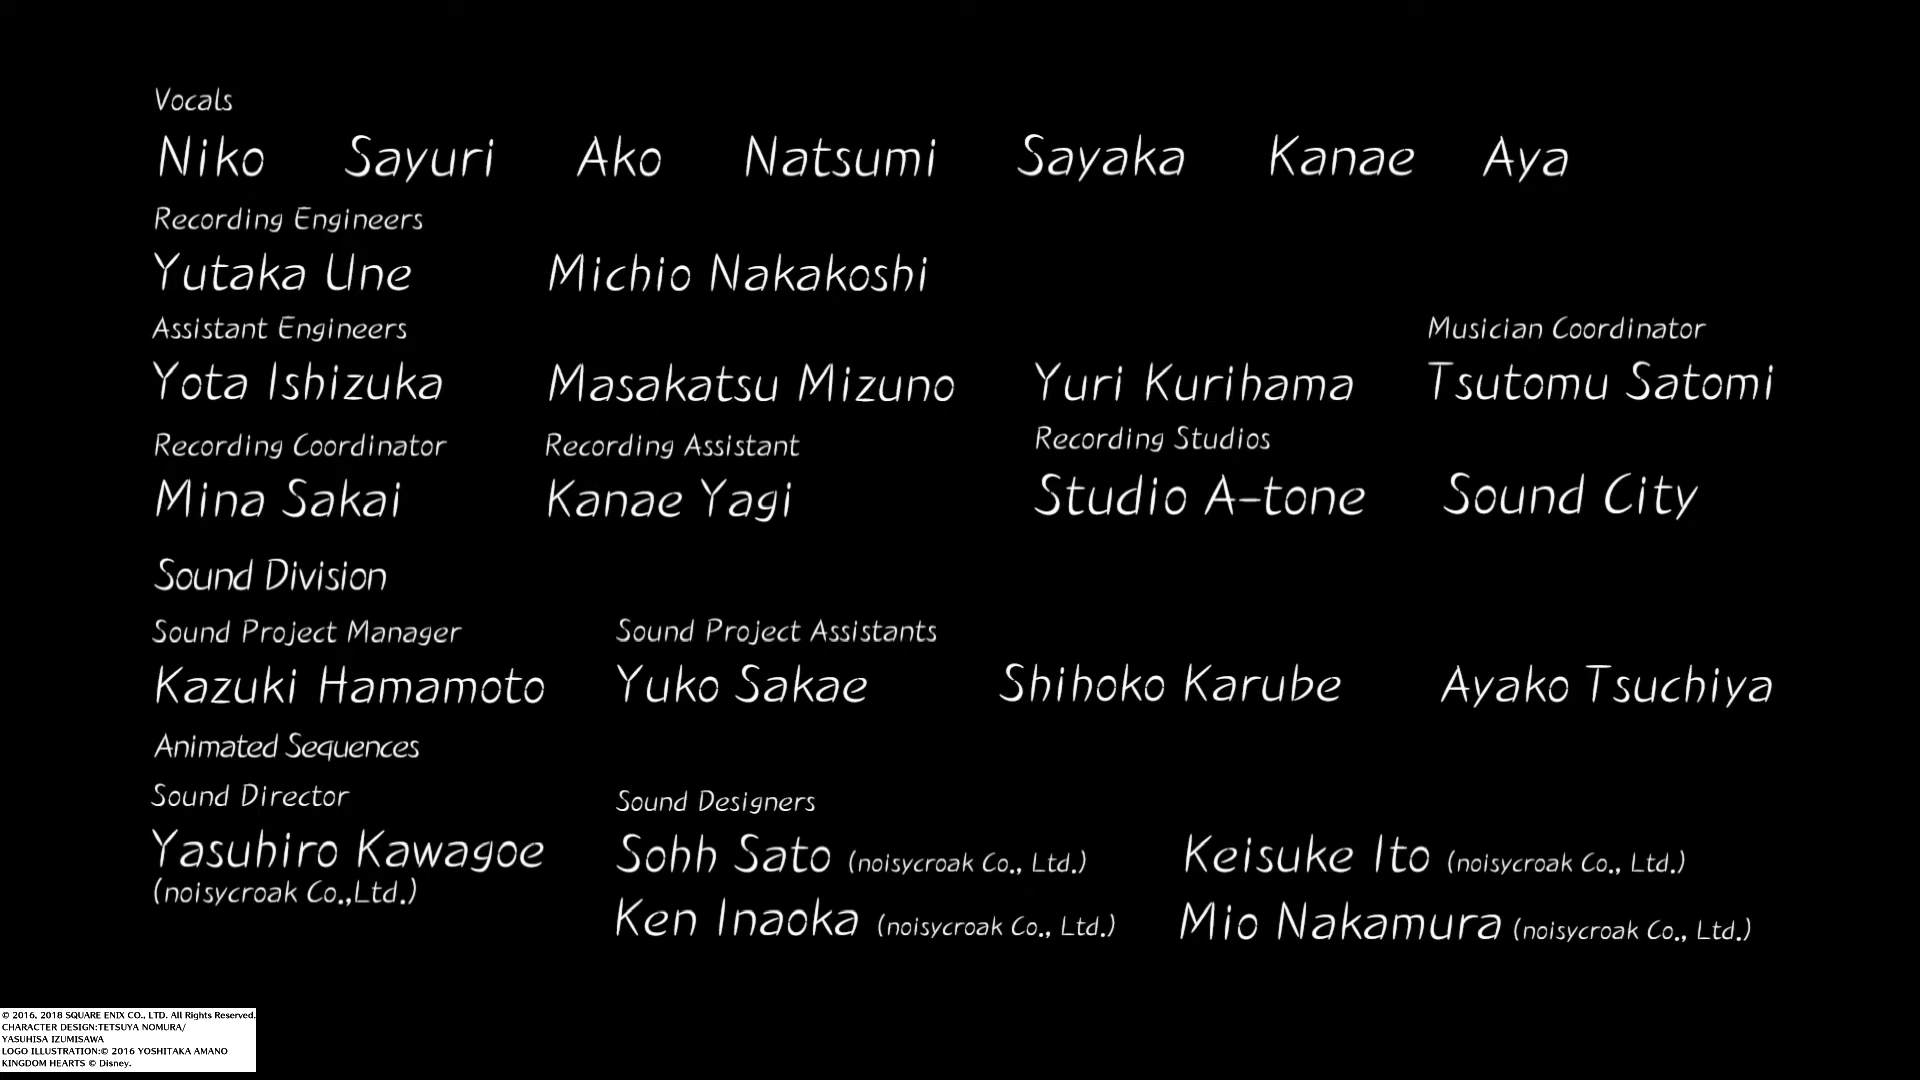 Vocals
Niko Sayuri Ako Natsumi Sayaka Kanae Aya
Recording Engineers
Yutaka Une Michio Nakakoshi
Assistant Engineers Musician Coordinator
Yota Ishizuka Masakatsu Mizuno Yuri Kurihama Tsutomu Satomi
Recording Coordinator Recording Assistant Recording Studios
Mina Sakai Kanae Yagi Studio A-tone Sound City
Sound Division
Sound Project Manager Sound Project Assistants
Kazuki Hamamoto Yuko Sakae Shihoko Karube Ayako Tsuchiya
Animated Sequences
Sound Director Sound Designers
Yasuhiro Kawagoe Sohh Sato (noisycroak Co., Ltd.) Keisuke Ito (noisycroak Co., Ltd.)
(noisycroak Co.,Ltd.)
Ken Inaoka (noisycroak Co., Ltd.) Mio Nakamura (noisycroak Co., Ltd.)
© 2016, 2018 SQUARE ENIX CO., LTD. All Rights Reserved.
CHARACTER DESIGN:TETSUYA NOMURA/
YASUHISA IZUMISAWA
LOGO ILLUSTRATION:© 2016 YOSHITAKA AMANO
KINGDOM HEARTS © Disney.